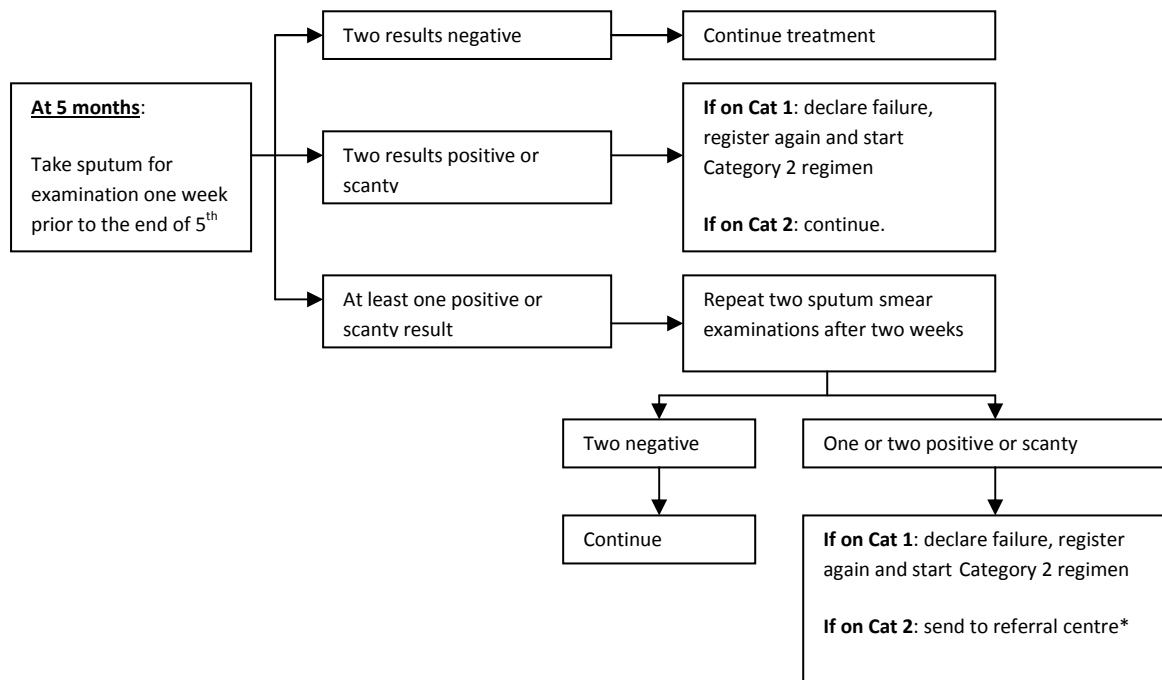 Two results negative
Continue treatment
At 5 months:
Take sputum for
examination one week
prior to the end of 5th
Two results positive or
scanty
If on Cat 1: declare failure,
register again and start
Category 2 regimen
If on Cat 2: continue.
At least one positive or
scanty result
Repeat two sputum smear
examinations after two weeks
Two negative
One or two positive or scanty
Continue
If on Cat 1: declare failure, register
again and start Category 2 regimen
If on Cat 2: send to referral centre*